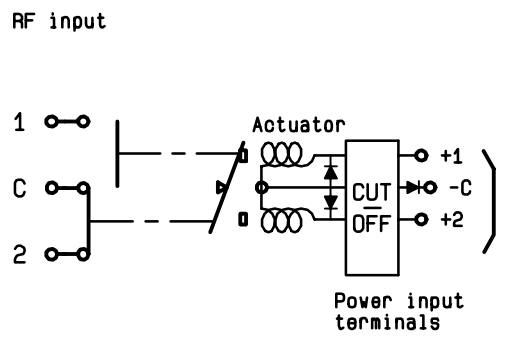 RF input
1
Actuator
+1
C
CUT
-C
OFF
+2
2
Power input
terminals